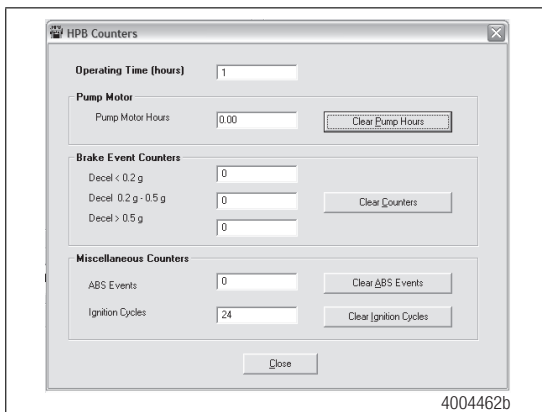 HPB Counters
Operating Time (hours) 1
Pump Motor
Pump Motor Hours 0.00 Clear Pump Hours
Brake Event Counters
Decel < 0.2 g 0
Decel 0.2 g - 0.5 g 0 Clear Counters
Decel > 0.5 g 0
Miscellaneous Counters
ABS Events 0 Clear ABS Events
Ignition Cycles 24 Clear Ignition Cycles
Close
4004462b